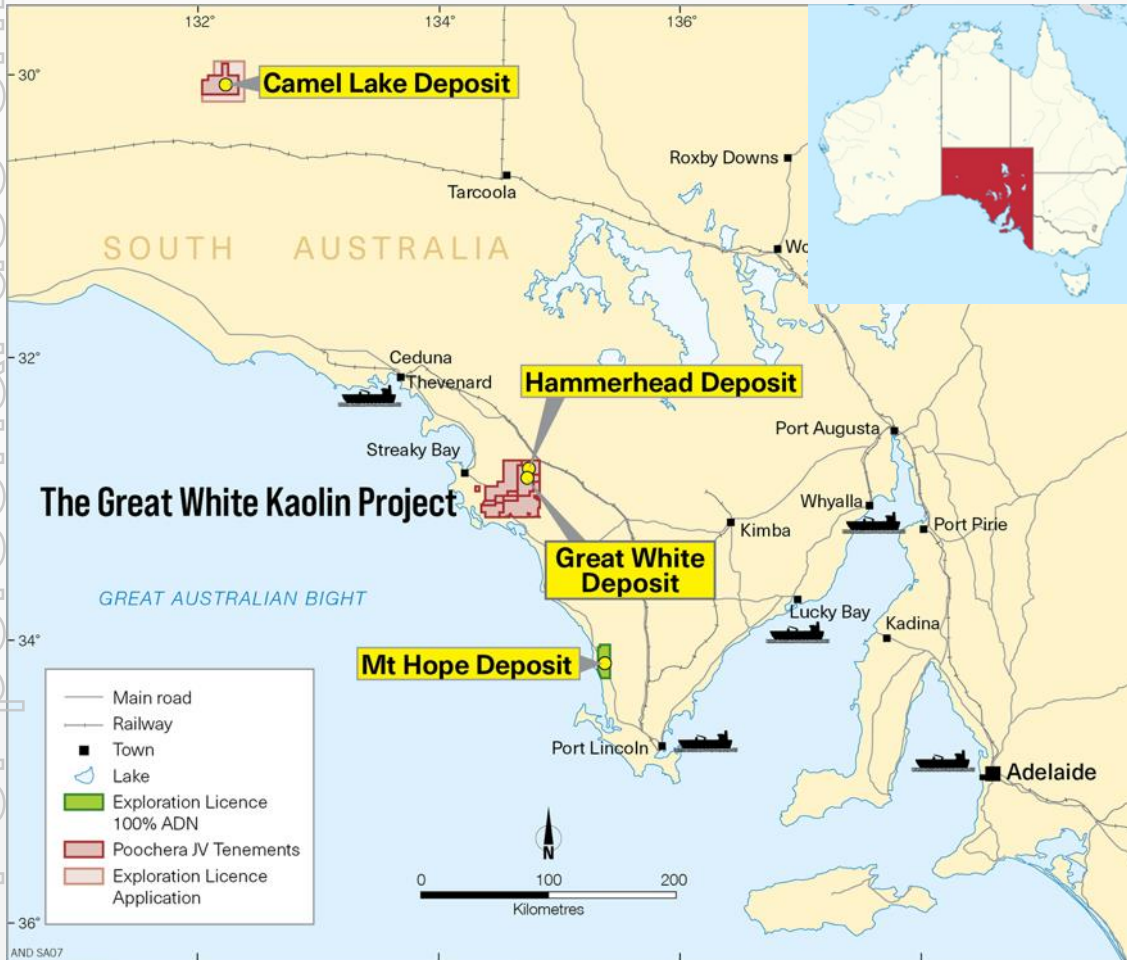 132°
134°
136°
30°
Camel Lake Deposit
Roxby Downs
Tarcoola
SOUTH AUSTRALIA
Wo
32°
Ceduna
Thevenard
Hammerhead Deposit
Port Augusta
Streaky Bay
The Great White Kaolin Project
Whyalla
Kimba
Port Pirie
Great White
Deposit
GREAT AUSTRALIAN BIGHT
Lucky Bay
Kadina
34°
Mt Hope Deposit
Port Lincoln
Adelaide
Main road
Railway
Town
Lake
Exploration Licence
100% ADN
Poochera JV Tenements
Exploration Licence
Application
N
0 100 200
Kilometres
36°
AND SA07